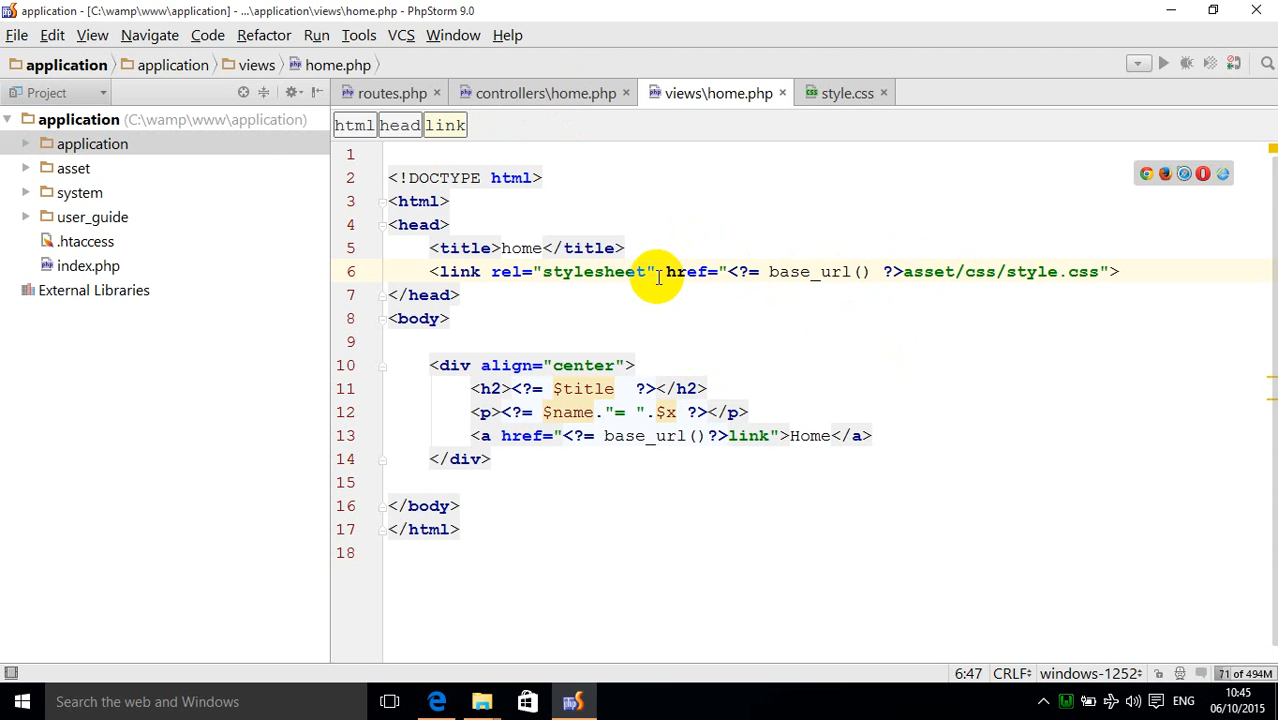 application - [C:\wamp\www\application] - ...\application\views\home.php - PhpStorm 9.0
File Edit View Navigate Code Refactor Run Tools VCS Window Help
application application views home.php
Project
routes.php controllers\home.php views\home.php style.css
application (C:\wamp\www\application)
application
asset
system
user_guide
.htaccess
index.php
External Libraries
html head link
1
2 <!DOCTYPE html>
3 <html>
4 <head>
5 <title>home</title>
6 <link rel="stylesheet" href="<?= base_url() ?>asset/css/style.css">
7 </head>
8 <body>
9
10 <div align="center">
11 <h2><?= $title ?></h2>
12 <p><?= $name."= ".$x ?></p>
13 <a href="<?= base_url()?>link">Home</a>
14 </div>
15
16 </body>
17 </html>
18
6:47 CRLF windows-1252 71 of 494M
Search the web and Windows
ENG
10:45
06/10/2015